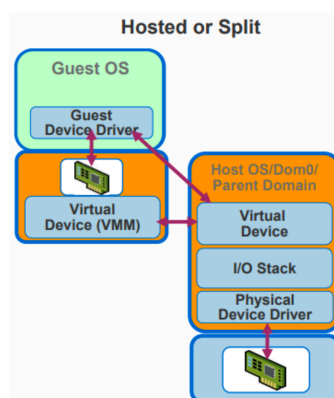 Hosted or Split
Guest OS
Guest
Device Driver
Virtual
Device (VMM)
Host OS/Dom0/
Parent Domain
Virtual
Device
I/O Stack
Physical
Device Driver